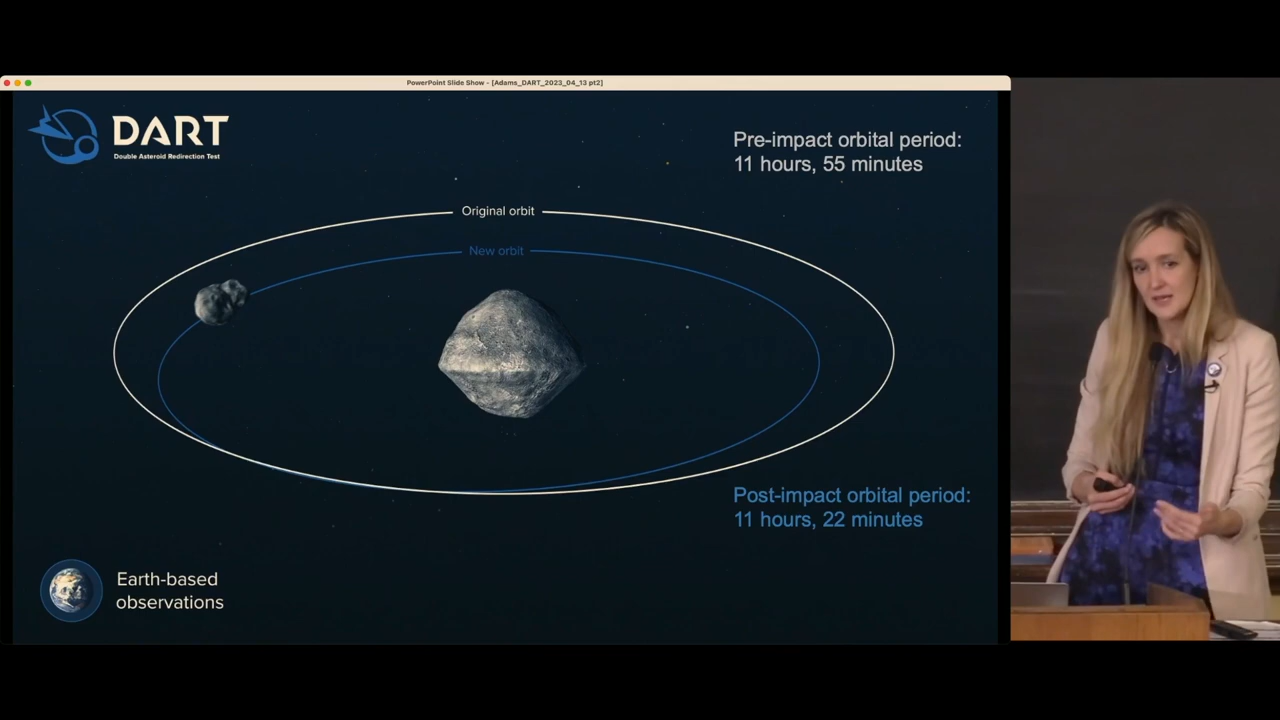 PowerPoint Slide Show - [Adams_DART_2023_04_13 pt2]
DART
Double Asteroid Redirection Test
Pre-impact orbital period:
11 hours, 55 minutes
Original orbit
New orbit
Post-impact orbital period:
11 hours, 22 minutes
Earth-based
observations